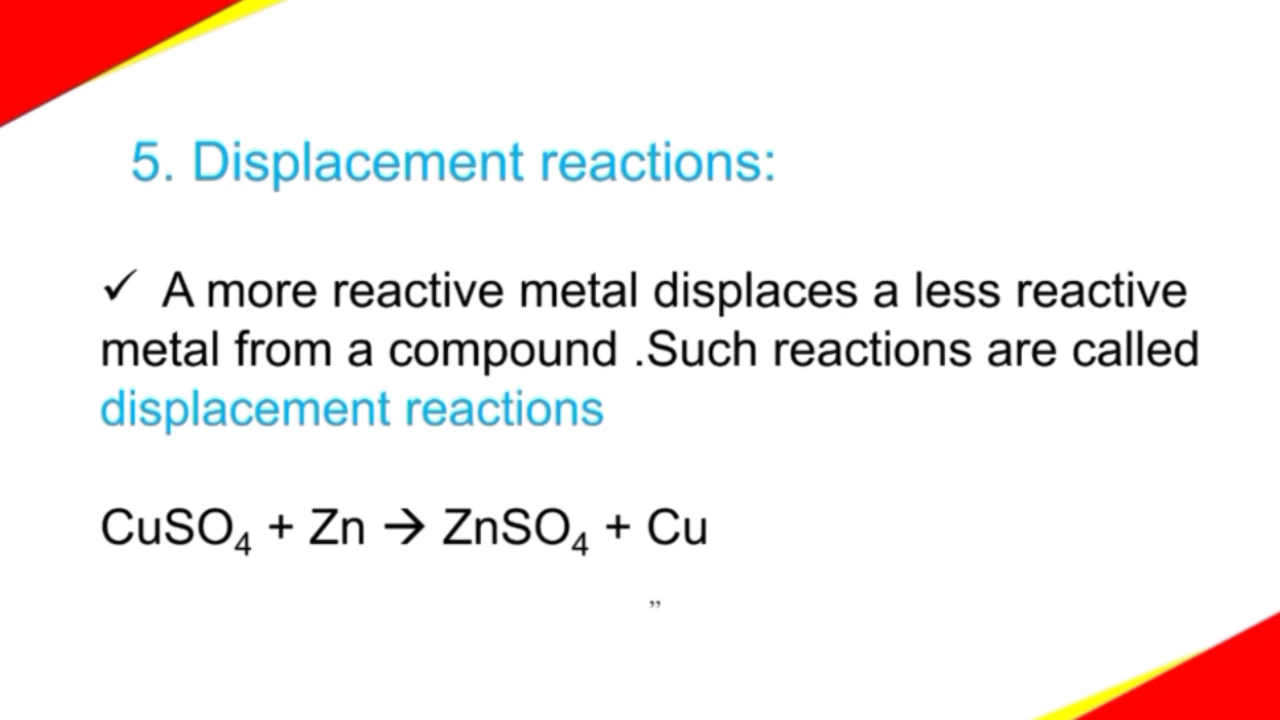 5. Displacement reactions:
✓ A more reactive metal displaces a less reactive
metal from a compound .Such reactions are called
displacement reactions
CuSO₄ + Zn → ZnSO₄ + Cu
”